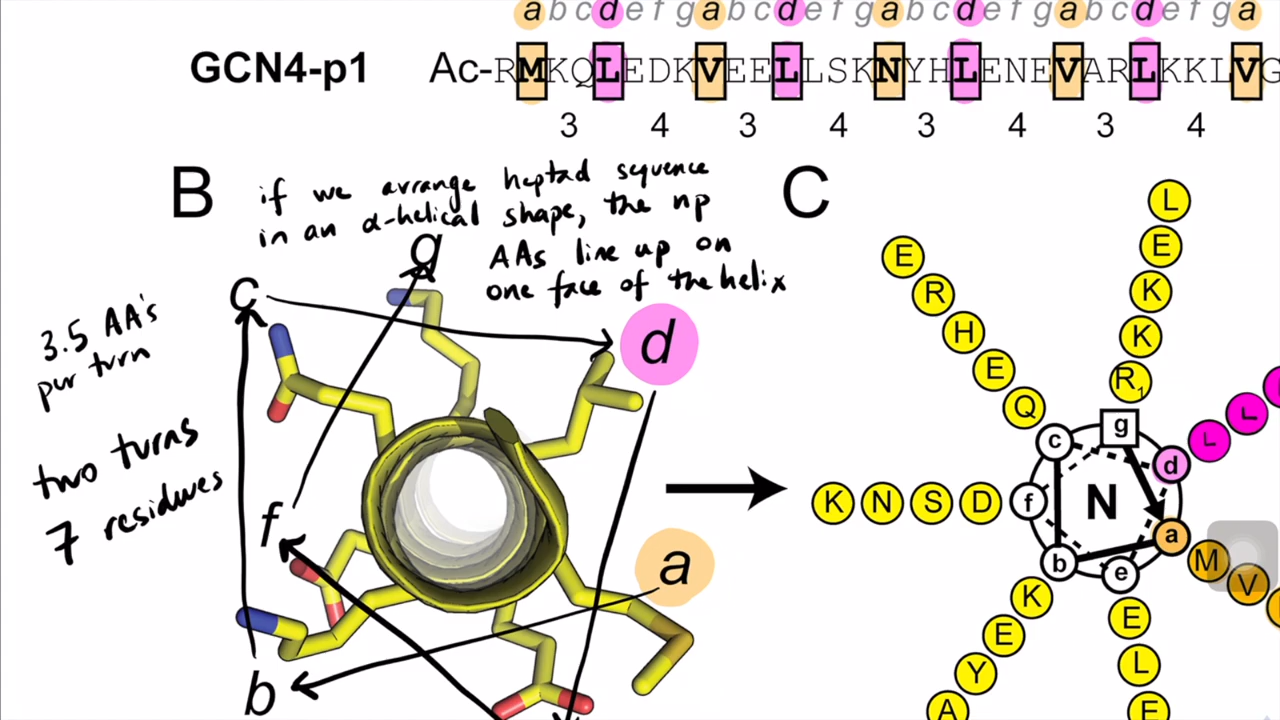 a b c d e f g a b c d e f g a b c d e f g a b c d e f g a
GCN4-p1 Ac-RMKQLEDKVEELLSKNYHLENEVARLKKLVG
3 4 3 4 3 4 3 4
B
if we arrange heptad sequence
in an α-helical shape, the np
AAs line up on
one face of the helix
C
g
c
d
3.5 AA's
per turn
two turns
7 residues
f
a
b
L
E
K
K
R1
E
R
H
E
Q
c
g
d
L
L
K N S D
f
N
a
M
V
b
e
K
E
Y
A
E
L